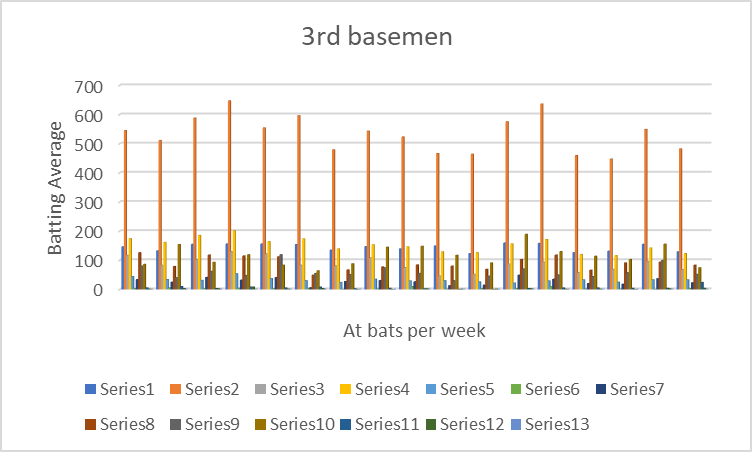 3rd basemen
700
600
500
400
300
200
100
0
Batting Average
At bats per week
Series1 Series2 Series3 Series4 Series5 Series6 Series7
Series8 Series9 Series10 Series11 Series12 Series13